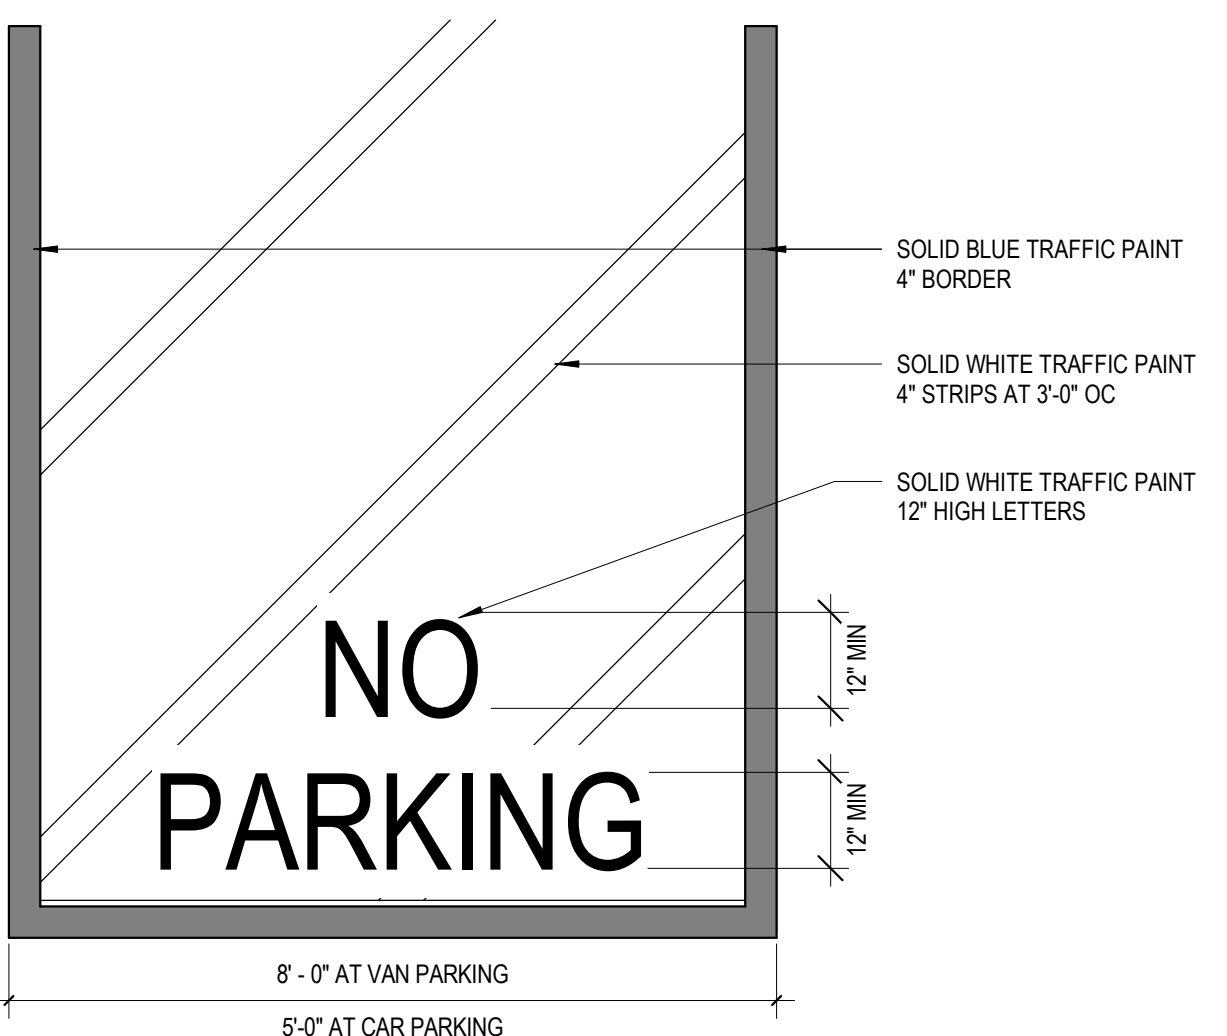 SOLID BLUE TRAFFIC PAINT
4" BORDER
SOLID WHITE TRAFFIC PAINT
4" STRIPS AT 3'-0" OC
SOLID WHITE TRAFFIC PAINT
12" HIGH LETTERS
NO
12" MIN
PARKING
12" MIN
8' - 0" AT VAN PARKING
5'-0" AT CAR PARKING